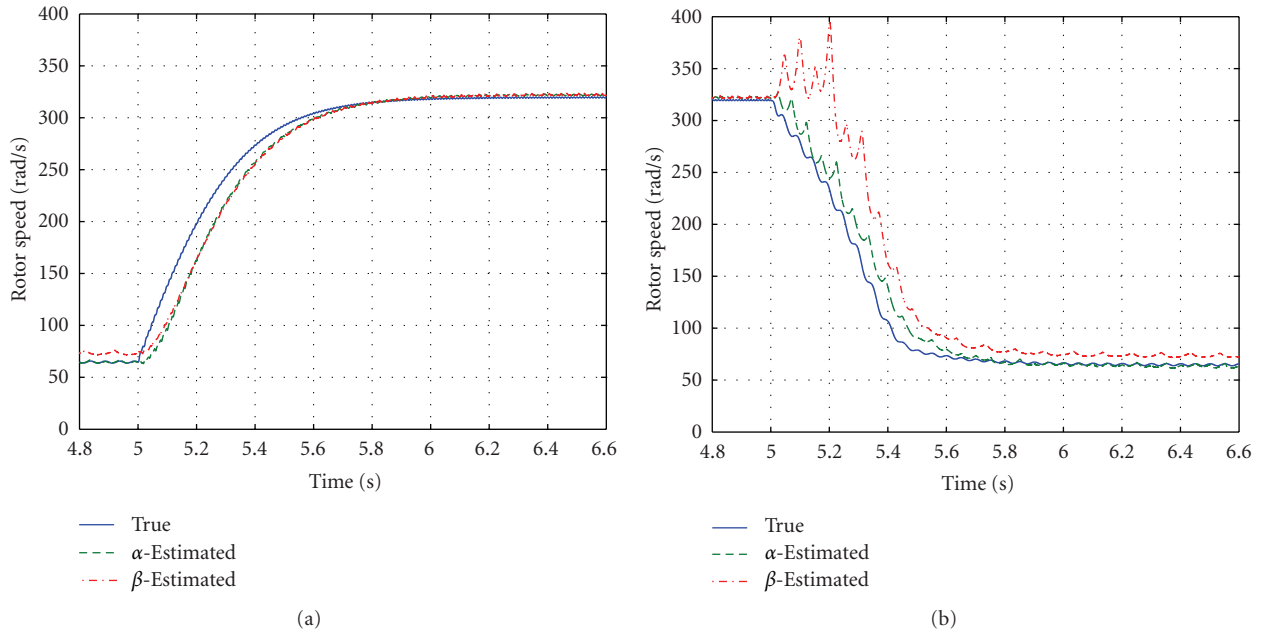 400
350
300
250
200
150
100
50
0
Rotor speed (rad/s)
4.8 5 5.2 5.4 5.6 5.8 6 6.2 6.4 6.6
Time (s)
True
α-Estimated
β-Estimated
(a)
400
350
300
250
200
150
100
50
0
Rotor speed (rad/s)
4.8 5 5.2 5.4 5.6 5.8 6 6.2 6.4 6.6
Time (s)
True
α-Estimated
β-Estimated
(b)